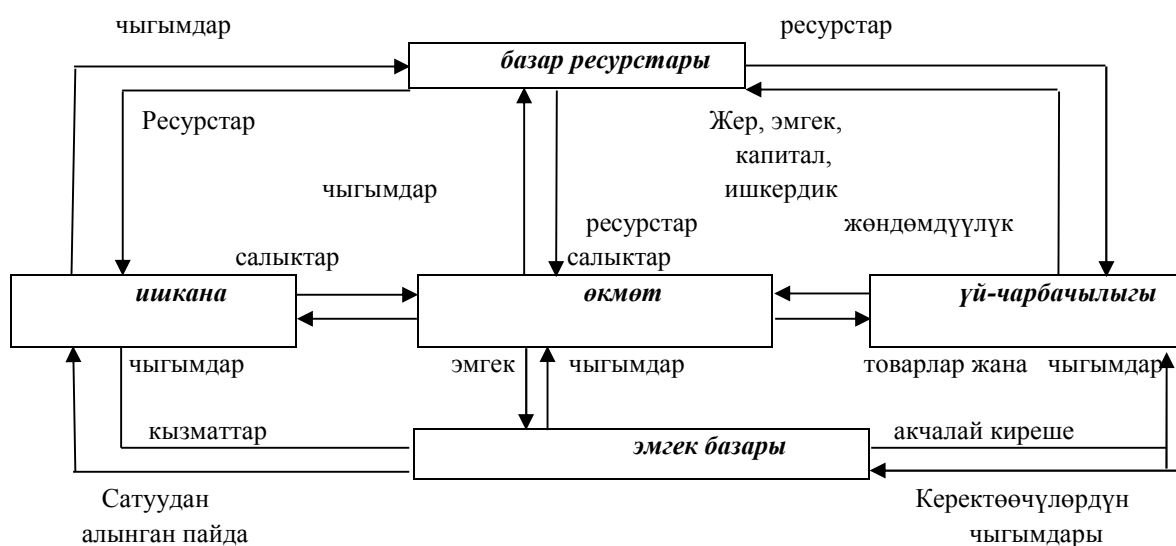 чыгымдар
ресурстар
базар ресурстары
Ресурстар
Жер, эмгек,
капитал,
ишкердик
чыгымдар
ресурстар
жөндөмдүүлүк
салыктар
салыктар
ишкана
өкмөт
үй-чарбачылыгы
чыгымдар
эмгек
чыгымдар
товарлар жана
чыгымдар
кызматтар
эмгек базары
акчалай киреше
Сатуудан
алынган пайда
Керектөөчүлөрдүн
чыгымдары